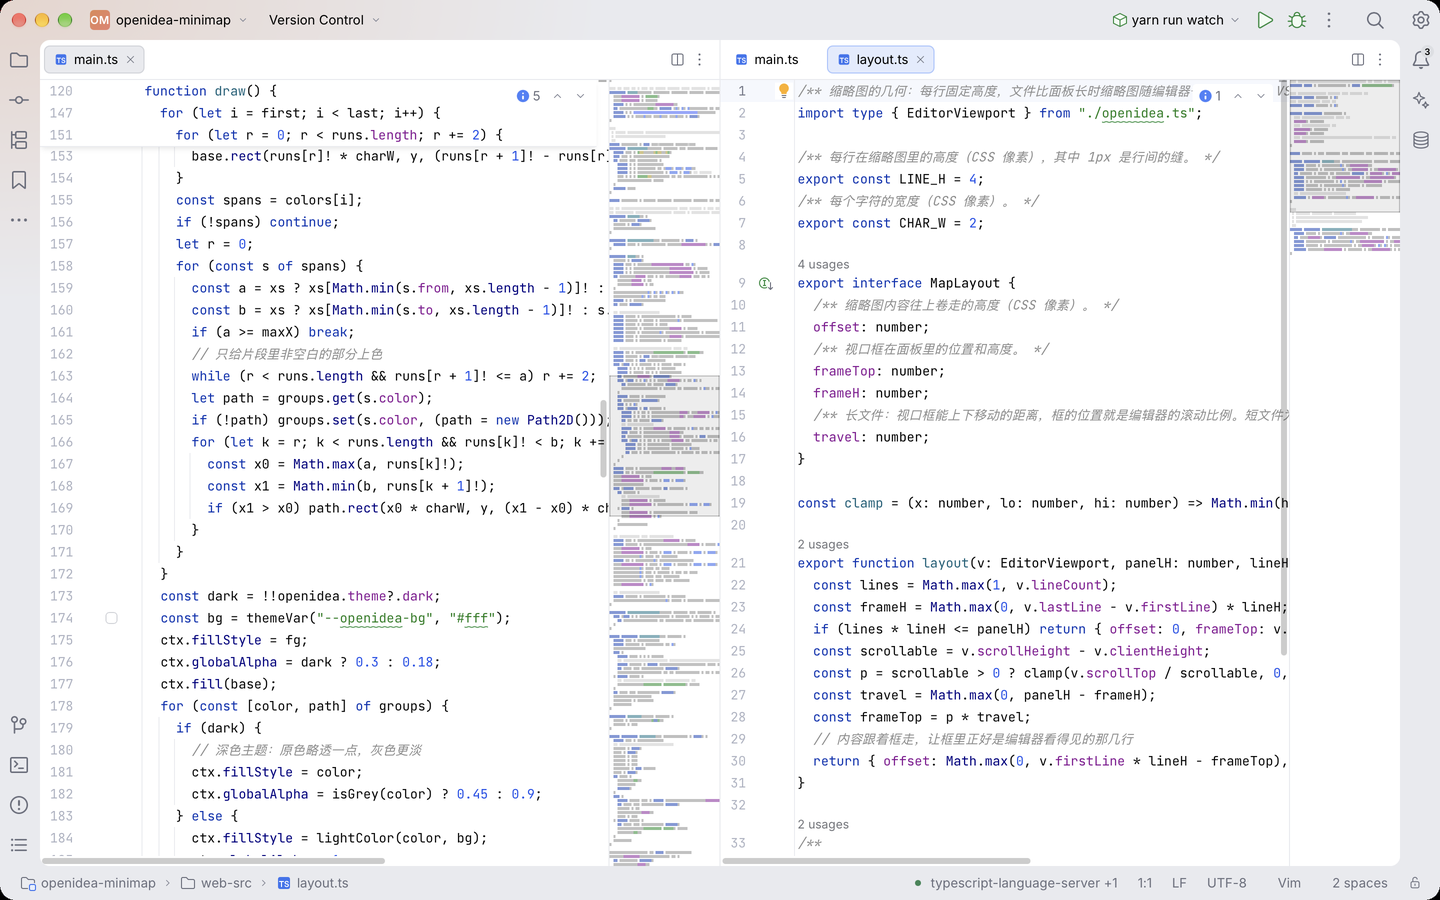 OM openidea-minimap Version Control yarn run watch
main.ts
120 function draw() {
147 for (let i = first; i < last; i++) {
151 for (let r = 0; r < runs.length; r += 2) {
5
153 base.rect(runs[r]! * charW, y, (runs[r + 1]! - runs[r
154 }
155 const spans = colors[i];
156 if (!spans) continue;
157 let r = 0;
158 for (const s of spans) {
159 const a = xs ? xs[Math.min(s.from, xs.length - 1)]! :
160 const b = xs ? xs[Math.min(s.to, xs.length - 1)]! : s.
161 if (a >= maxX) break;
162 // 只给片段里非空白的部分上色
163 while (r < runs.length && runs[r + 1]! <= a) r += 2;
164 let path = groups.get(s.color);
165 if (!path) groups.set(s.color, (path = new Path2D()));
166 for (let k = r; k < runs.length && runs[k]! < b; k +=
167 const x0 = Math.max(a, runs[k]!);
168 const x1 = Math.min(b, runs[k + 1]!);
169 if (x1 > x0) path.rect(x0 * charW, y, (x1 - x0) * ch
170 }
171 }
172 }
173 const dark = !!openidea.theme?.dark;
174 const bg = themeVar("--openidea-bg", "#fff");
175 ctx.fillStyle = fg;
176 ctx.globalAlpha = dark ? 0.3 : 0.18;
177 ctx.fill(base);
178 for (const [color, path] of groups) {
179 if (dark) {
180 // 深色主题：原色略透一点，灰色更淡
181 ctx.fillStyle = color;
182 ctx.globalAlpha = isGrey(color) ? 0.45 : 0.9;
183 } else {
184 ctx.fillStyle = lightColor(color, bg);
main.ts layout.ts
1 /** 缩略图的几何：每行固定高度，文件比面板长时缩略图随编辑器
1
2 import type { EditorViewport } from "./openidea.ts";
3
4 /** 每行在缩略图里的高度（CSS 像素），其中 1px 是行间的缝。 */
5 export const LINE_H = 4;
6 /** 每个字符的宽度（CSS 像素）。 */
7 export const CHAR_W = 2;
8
4 usages
9 export interface MapLayout {
10 /** 缩略图内容往上卷走的高度（CSS 像素）。 */
11 offset: number;
12 /** 视口框在面板里的位置和高度。 */
13 frameTop: number;
14 frameH: number;
15 /** 长文件：视口框能上下移动的距离，框的位置就是编辑器的滚动比例。短文件
16 travel: number;
17 }
18
19 const clamp = (x: number, lo: number, hi: number) => Math.min(h
20
2 usages
21 export function layout(v: EditorViewport, panelH: number, lineH
22 const lines = Math.max(1, v.lineCount);
23 const frameH = Math.max(0, v.lastLine - v.firstLine) * lineH;
24 if (lines * lineH <= panelH) return { offset: 0, frameTop: v.
25 const scrollable = v.scrollHeight - v.clientHeight;
26 const p = scrollable > 0 ? clamp(v.scrollTop / scrollable, 0,
27 const travel = Math.max(0, panelH - frameH);
28 const frameTop = p * travel;
29 // 内容跟着框走，让框里正好是编辑器看得见的那几行
30 return { offset: Math.max(0, v.firstLine * lineH - frameTop),
31 }
32
2 usages
33 /**
3
openidea-minimap web-src layout.ts typescript-language-server +1 1:1 LF UTF-8 Vim 2 spaces